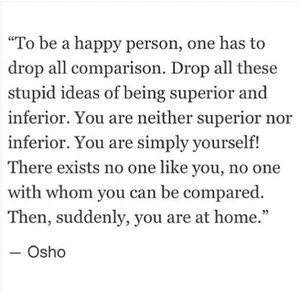 “To be a happy person, one has to
drop all comparison. Drop all these
stupid ideas of being superior and
inferior. You are neither superior nor
inferior. You are simply yourself!
There exists no one like you, no one
with whom you can be compared.
Then, suddenly, you are at home.”
— Osho